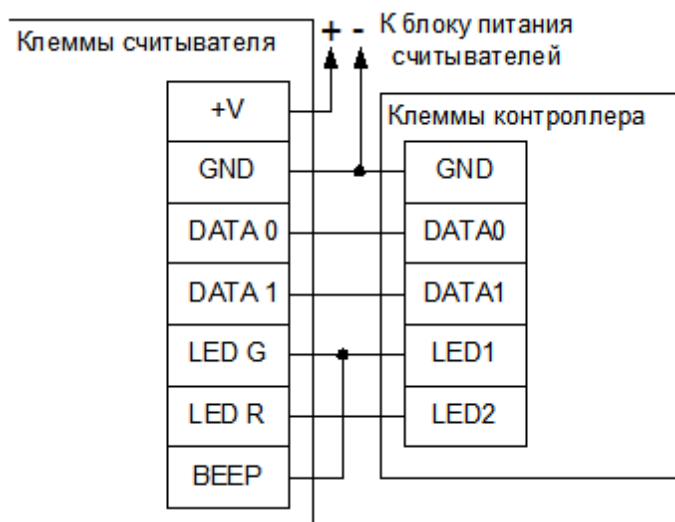 Клеммы считывателя
+ - К блоку питания
считывателей
Клеммы контроллера
+V
GND
GND
DATA 0
DATA0
DATA 1
DATA1
LED G
LED1
LED R
LED2
BEEP